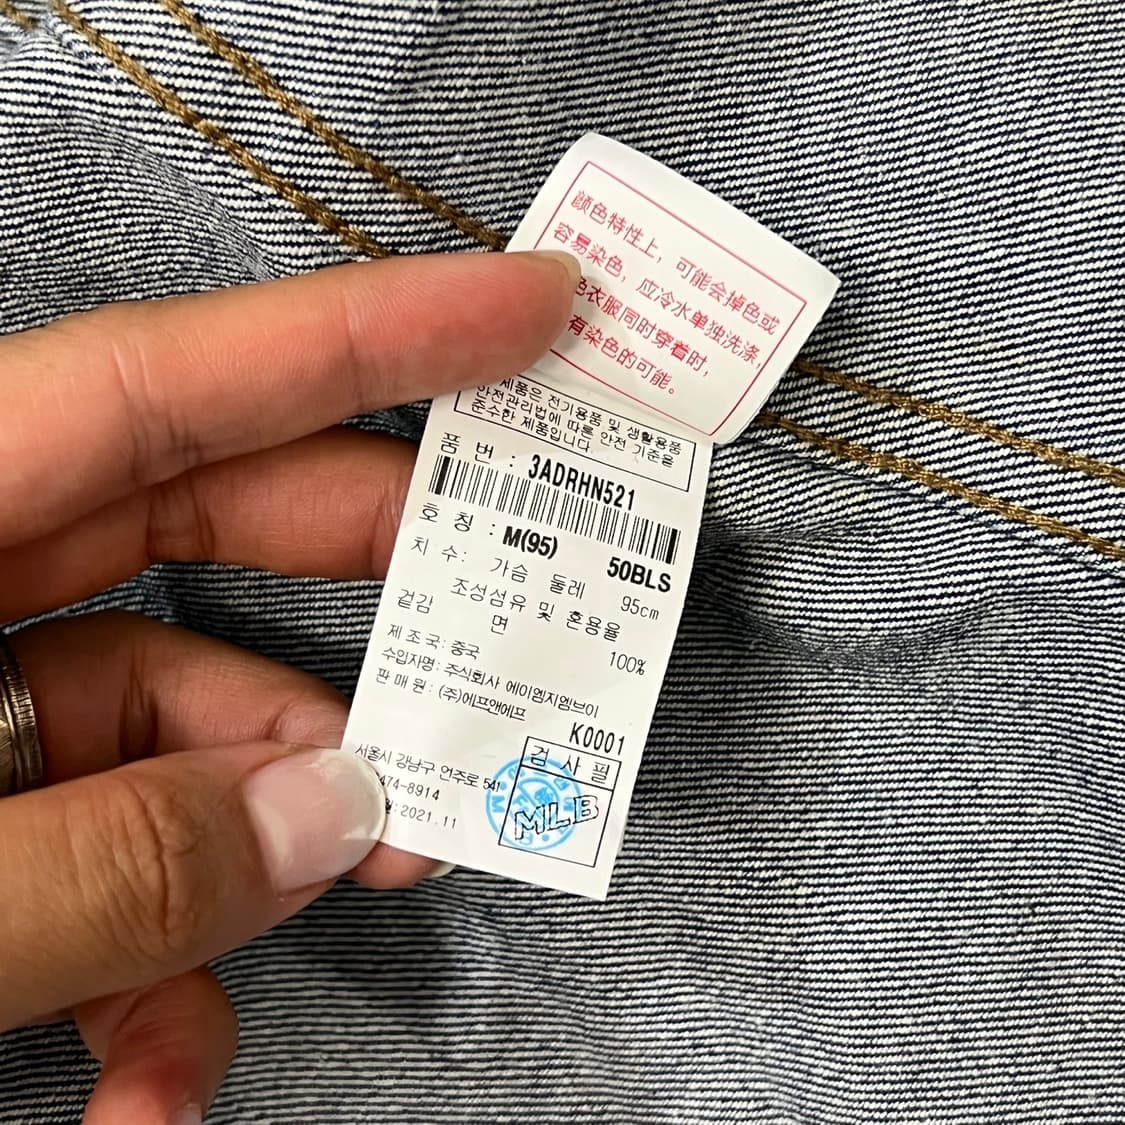 颜色特性上，可能会掉色或
容易染色，应冷水单独洗涤，
色衣服同时穿着时，
有染色的可能。
제품은 전기용품 및 생활용품
안전관리법에 따른 안전 기준을
준수한 제품입니다.
품 번 : 3ADRHN521
호 칭 : M(95) 50BLS
치 수: 가슴 둘레 95cm
조성섬유 및 혼용율
겉감 면 100%
제 조 국: 중국
수입자명: 주식회사 에이엠지엠브이
판 매 원: (주)에프앤에프
K0001
서울시 강남구 언주로 541
474-8914
:2021.11
검 사 필
MLB